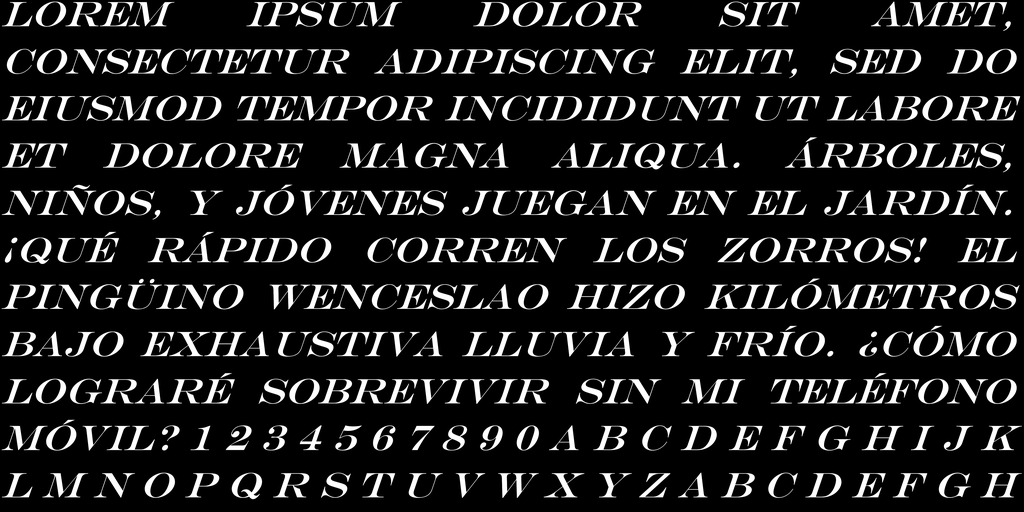 LOREM IPSUM DOLOR SIT AMET,
CONSECTETUR ADIPISCING ELIT, SED DO
EIUSMOD TEMPOR INCIDIDUNT UT LABORE
ET DOLORE MAGNA ALIQUA. ÁRBOLES,
NIÑOS, Y JÓVENES JUEGAN EN EL JARDÍN.
¡QUÉ RÁPIDO CORREN LOS ZORROS! EL
PINGÜINO WENCESLAO HIZO KILÓMETROS
BAJO EXHAUSTIVA LLUVIA Y FRÍO. ¿CÓMO
LOGRARÉ SOBREVIVIR SIN MI TELÉFONO
MÓVIL? 1 2 3 4 5 6 7 8 9 0 A B C D E F G H I J K
L M N O P Q R S T U V W X Y Z A B C D E F G H